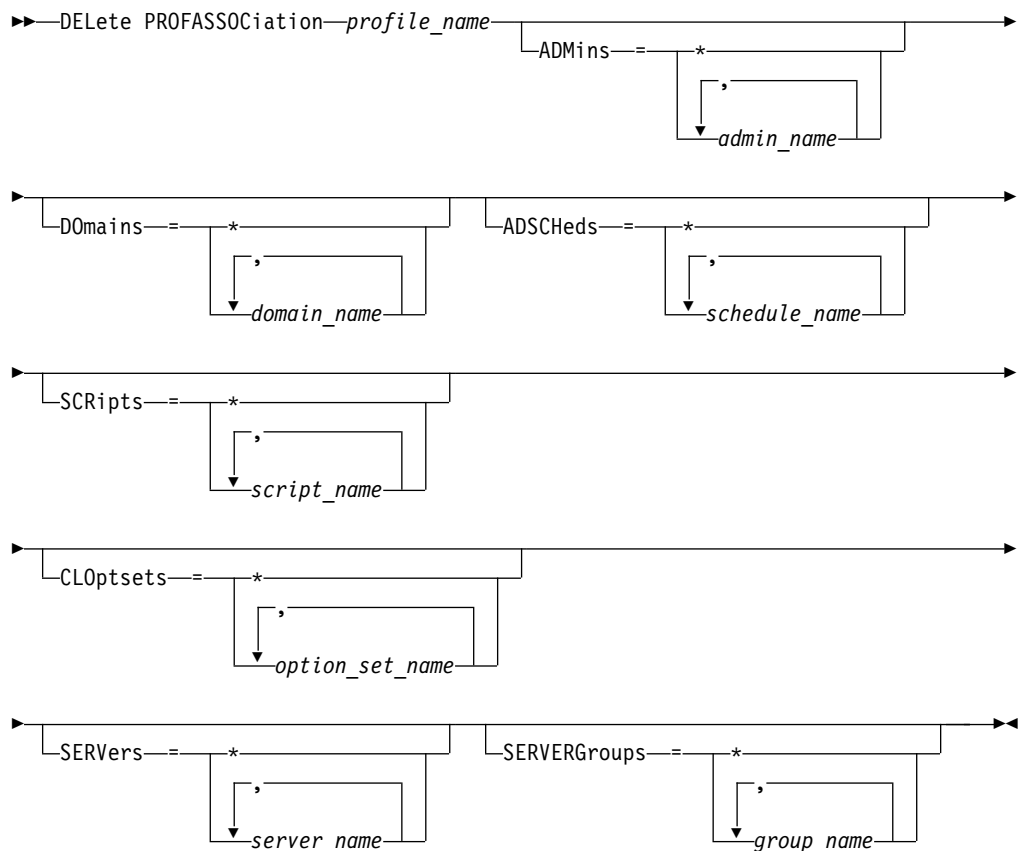 DELete PROFASSOCiation profile_name
ADMins = *
,
admin_name
DOmains = * ADSCHeds = *
, ,
domain_name schedule_name
SCRipts = *
,
script_name
CLOptsets = *
,
option_set_name
SERVers = * SERVERGroups = *
, ,
server_name group_name